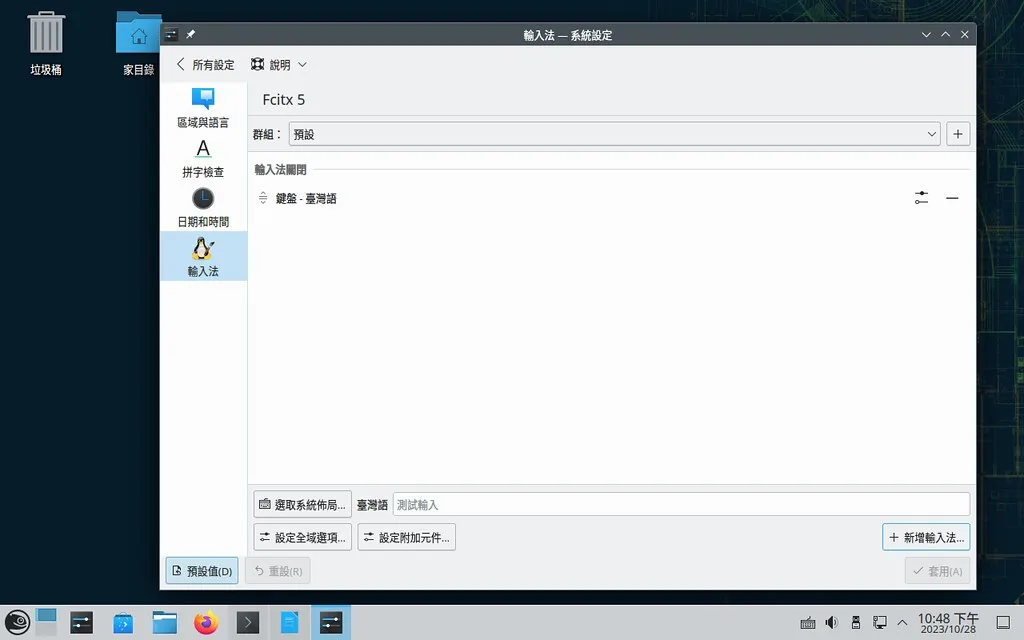 垃圾桶
家目錄
輸入法 — 系統設定
所有設定
說明
區域與語言
拼字檢查
日期和時間
輸入法
Fcitx 5
群組：
預設
輸入法關閉
鍵盤 - 臺灣語
選取系統佈局...
臺灣語
測試輸入
設定全域選項...
設定附加元件...
新增輸入法...
預設值(D)
重設(R)
套用(A)
10:48 下午
2023/10/28